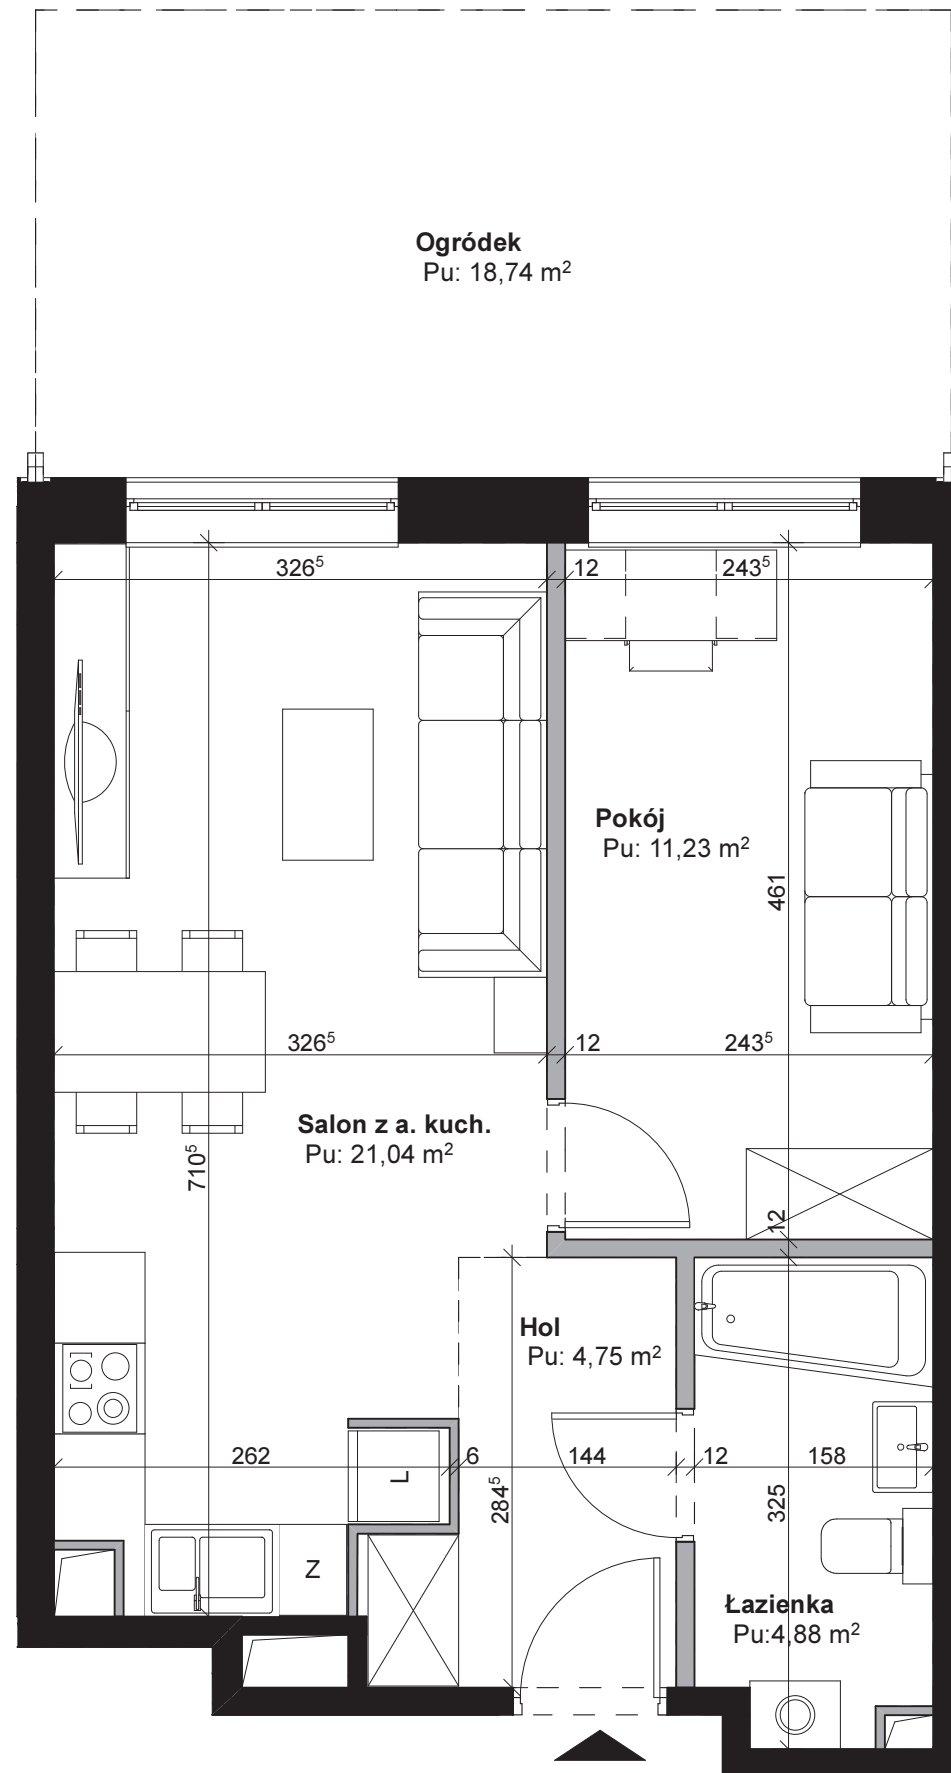 Ogródek
Pu: 18,74 m²
326⁵ 12 243⁵
Pokój
Pu: 11,23 m²
461
326⁵ 12 243⁵
Salon z a. kuch.
Pu: 21,04 m²
710⁵
12
Hol
Pu: 4,75 m²
262 6 144 12 158
L
284⁵
325
Z
Łazienka
Pu:4,88 m²